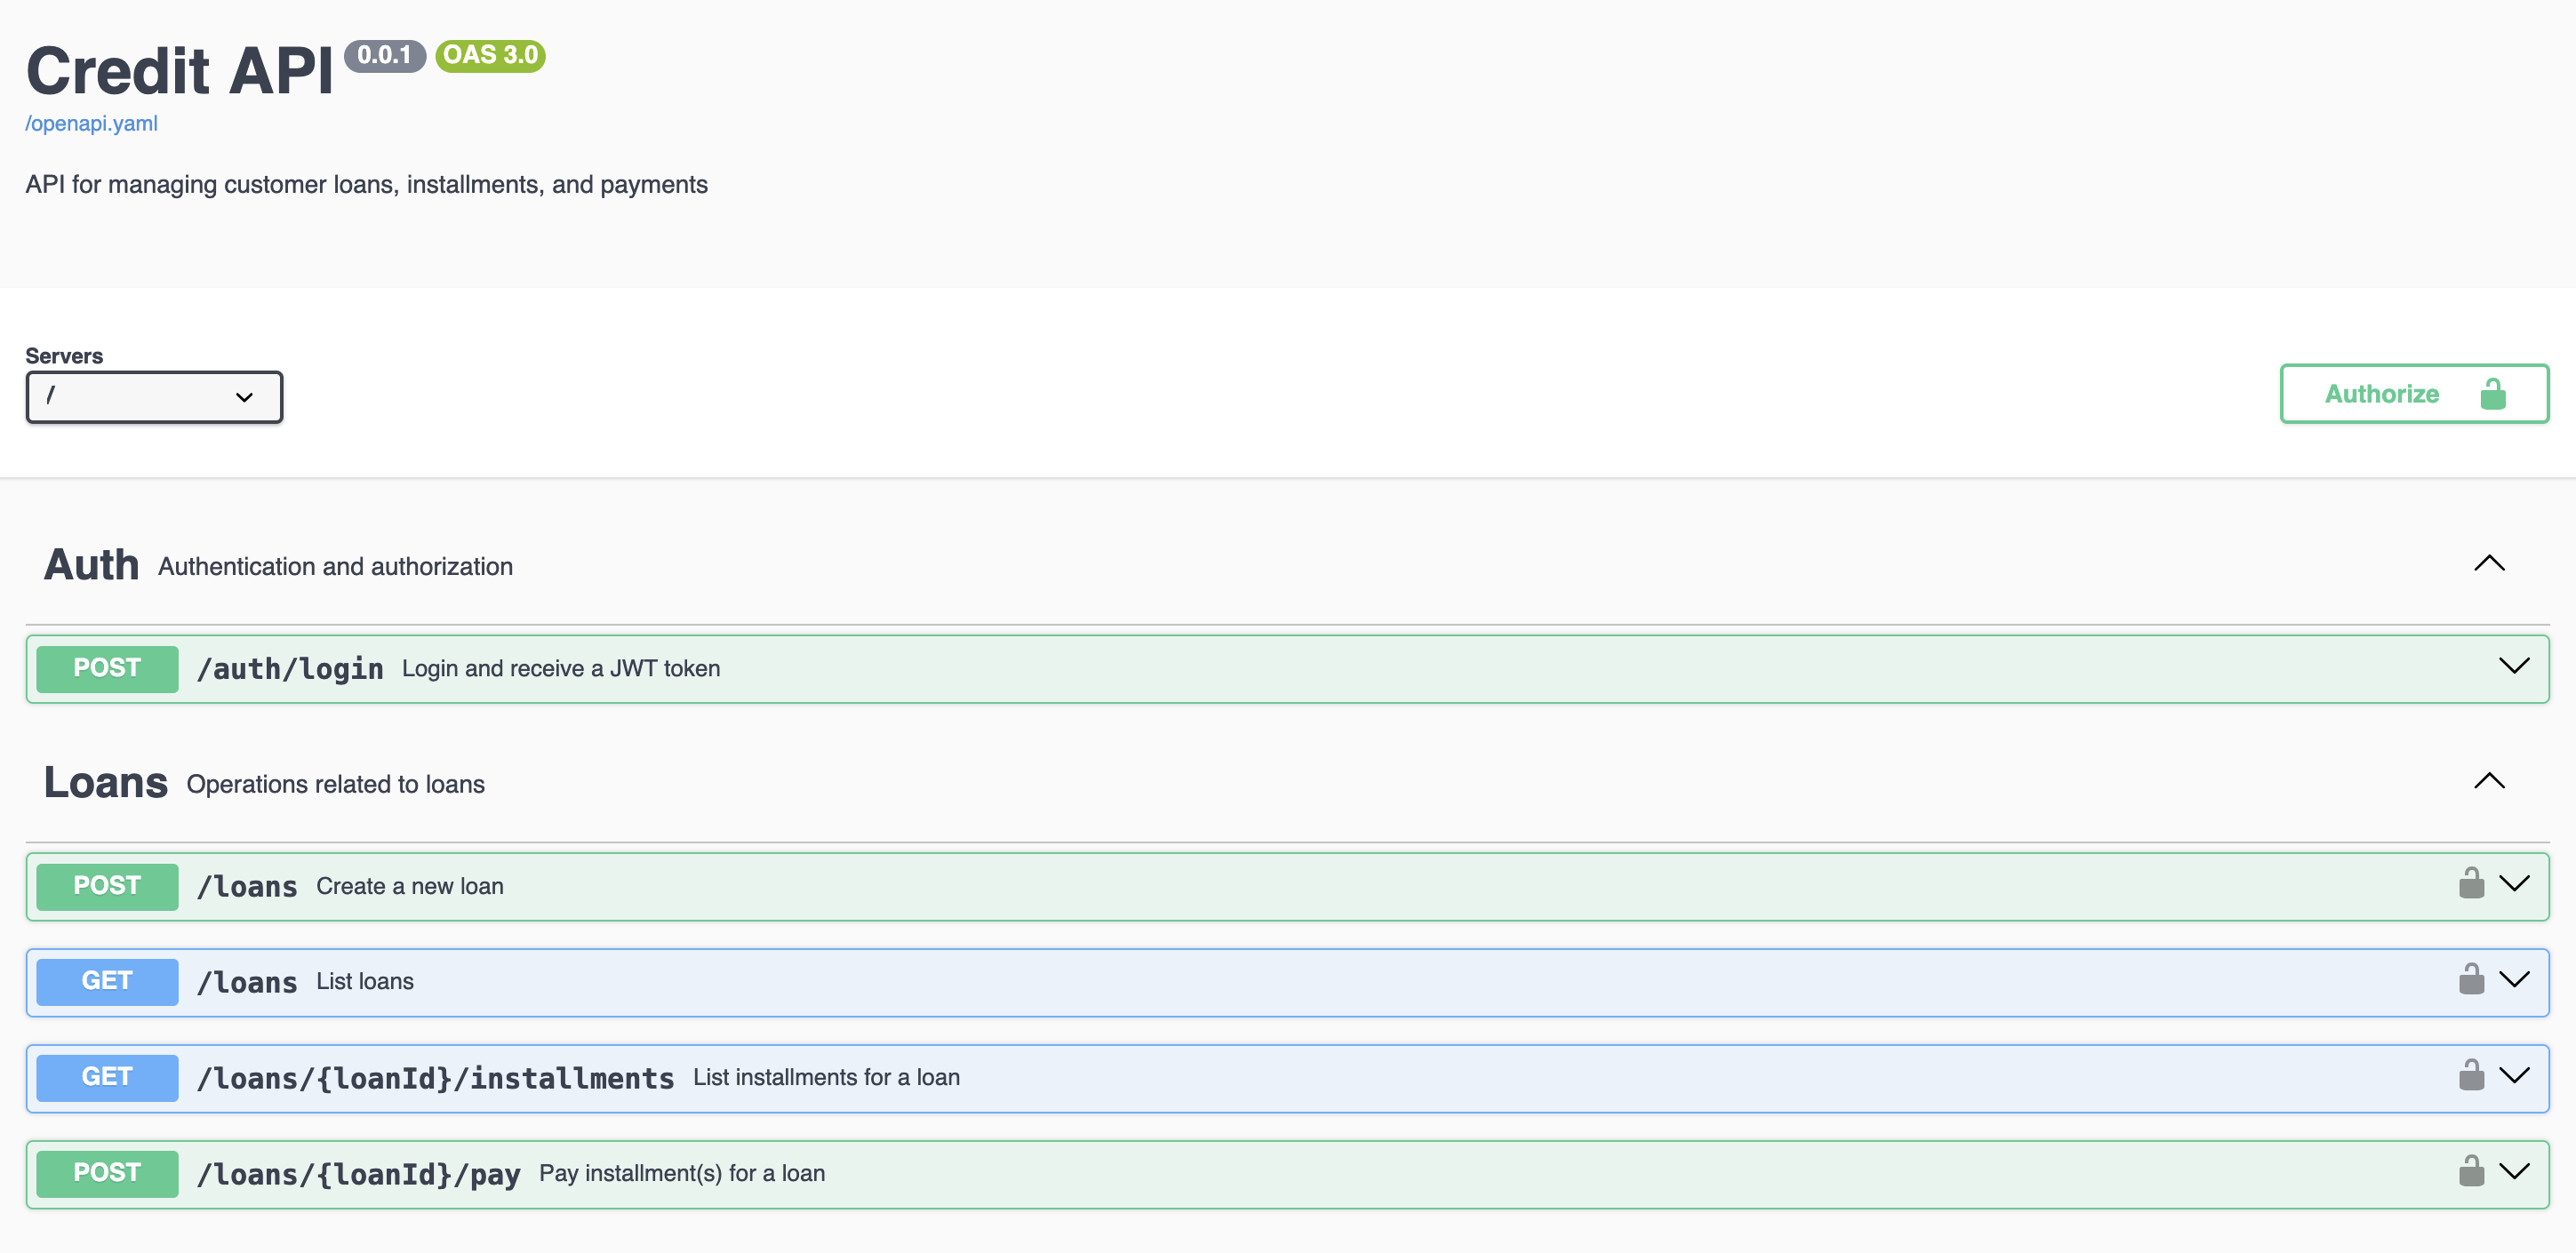 Credit API 0.0.1 OAS 3.0
/openapi.yaml
API for managing customer loans, installments, and payments
Servers
/
Authorize
Auth Authentication and authorization
POST /auth/login Login and receive a JWT token
Loans Operations related to loans
POST /loans Create a new loan
GET /loans List loans
GET /loans/{loanId}/installments List installments for a loan
POST /loans/{loanId}/pay Pay installment(s) for a loan